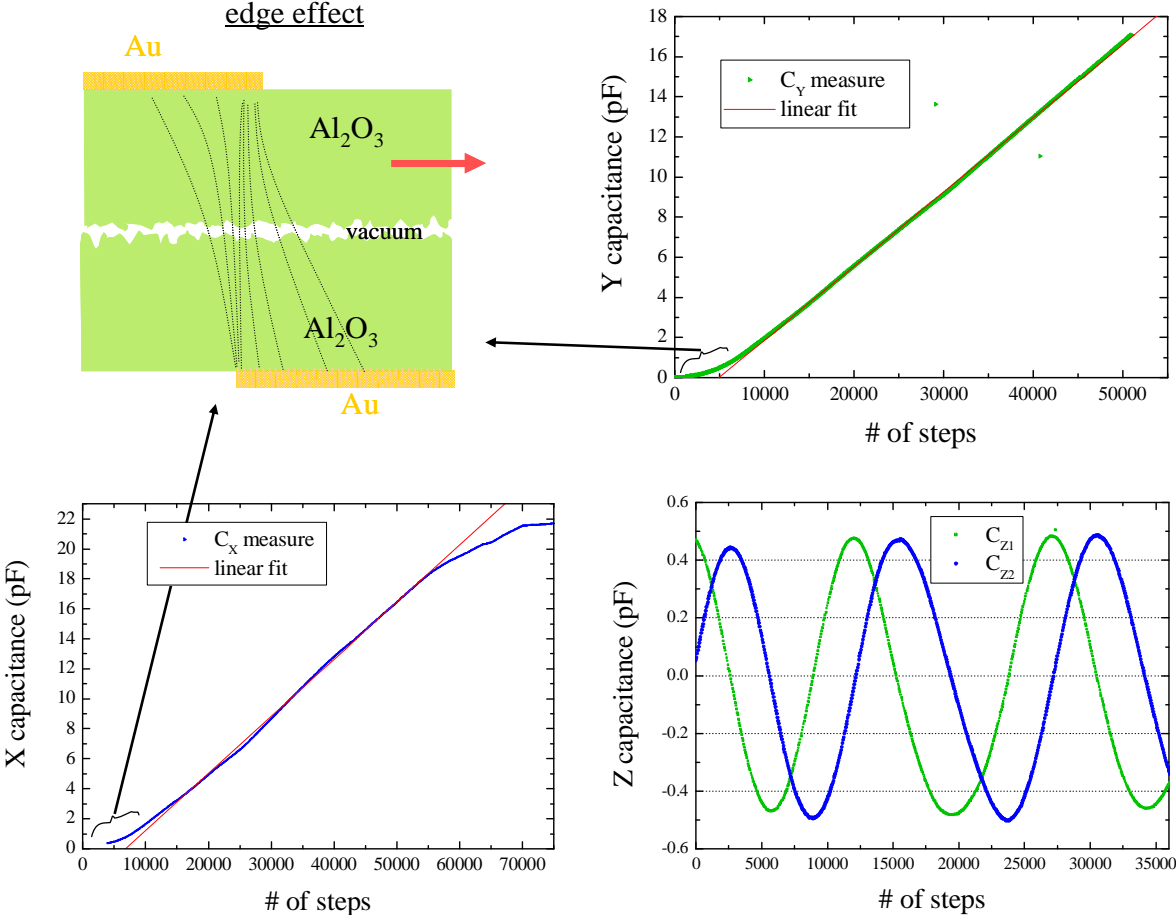 edge effect
Au
Al₂O₃
vacuum
Al₂O₃
Au
18
16
14
12
10
8
6
4
2
0
Y capacitance (pF)
C_Y measure
linear fit
0 10000 20000 30000 40000 50000
# of steps
22
20
18
16
14
12
10
8
6
4
2
0
X capacitance (pF)
C_X measure
linear fit
0 10000 20000 30000 40000 50000 60000 70000
# of steps
0.6
0.4
0.2
0.0
-0.2
-0.4
-0.6
Z capacitance (pF)
C_Z1
C_Z2
0 5000 10000 15000 20000 25000 30000 35000
# of steps